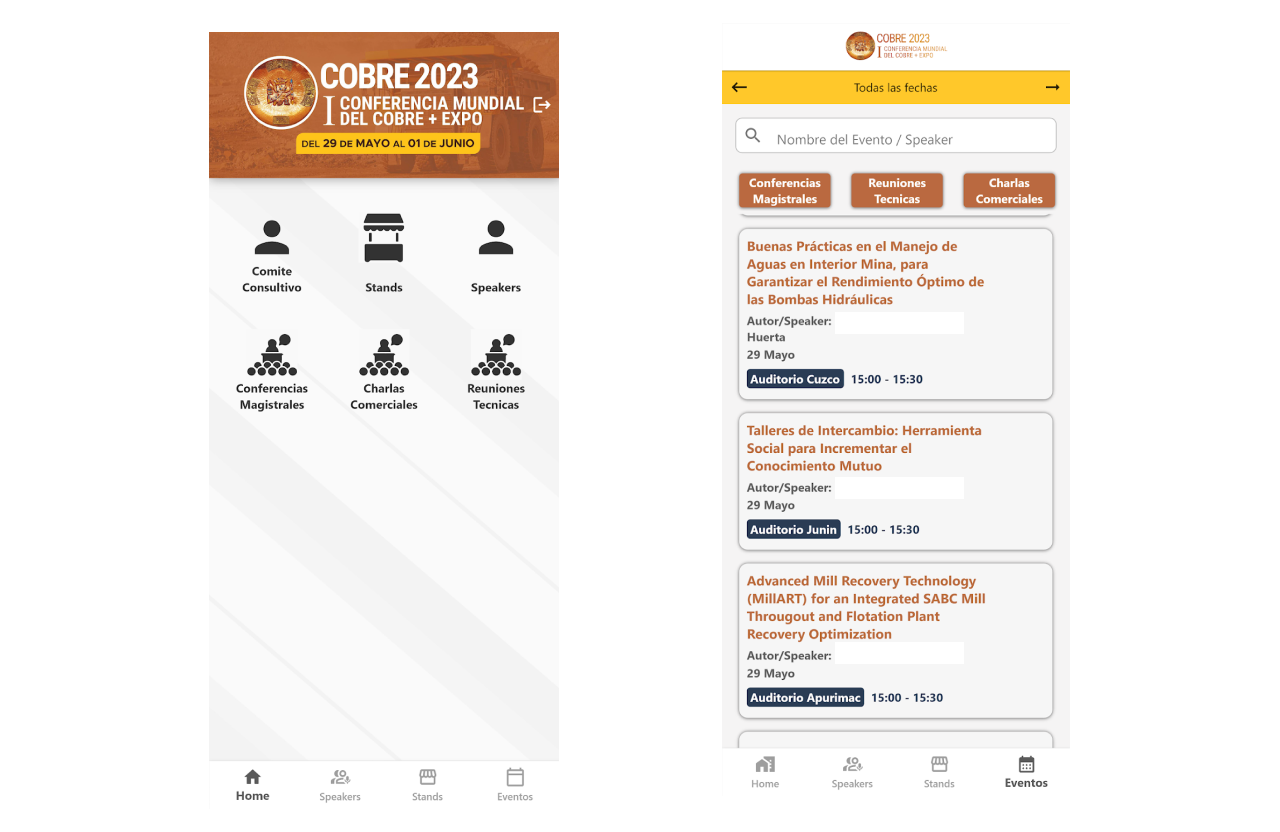 COBRE 2023
I CONFERENCIA MUNDIAL
DEL COBRE + EXPO
DEL 29 DE MAYO AL 01 DE JUNIO
Comite
Consultivo
Stands
Speakers
Conferencias
Magistrales
Charlas
Comerciales
Reuniones
Tecnicas
Home
Speakers
Stands
Eventos
COBRE 2023
I CONFERENCIA MUNDIAL
DEL COBRE + EXPO
Todas las fechas
Nombre del Evento / Speaker
Conferencias
Magistrales
Reuniones
Tecnicas
Charlas
Comerciales
Buenas Prácticas en el Manejo de
Aguas en Interior Mina, para
Garantizar el Rendimiento Óptimo de
las Bombas Hidráulicas
Autor/Speaker:
Huerta
29 Mayo
Auditorio Cuzco 15:00 - 15:30
Talleres de Intercambio: Herramienta
Social para Incrementar el
Conocimiento Mutuo
Autor/Speaker:
29 Mayo
Auditorio Junin 15:00 - 15:30
Advanced Mill Recovery Technology
(MillART) for an Integrated SABC Mill
Througout and Flotation Plant
Recovery Optimization
Autor/Speaker:
29 Mayo
Auditorio Apurimac 15:00 - 15:30
Home
Speakers
Stands
Eventos